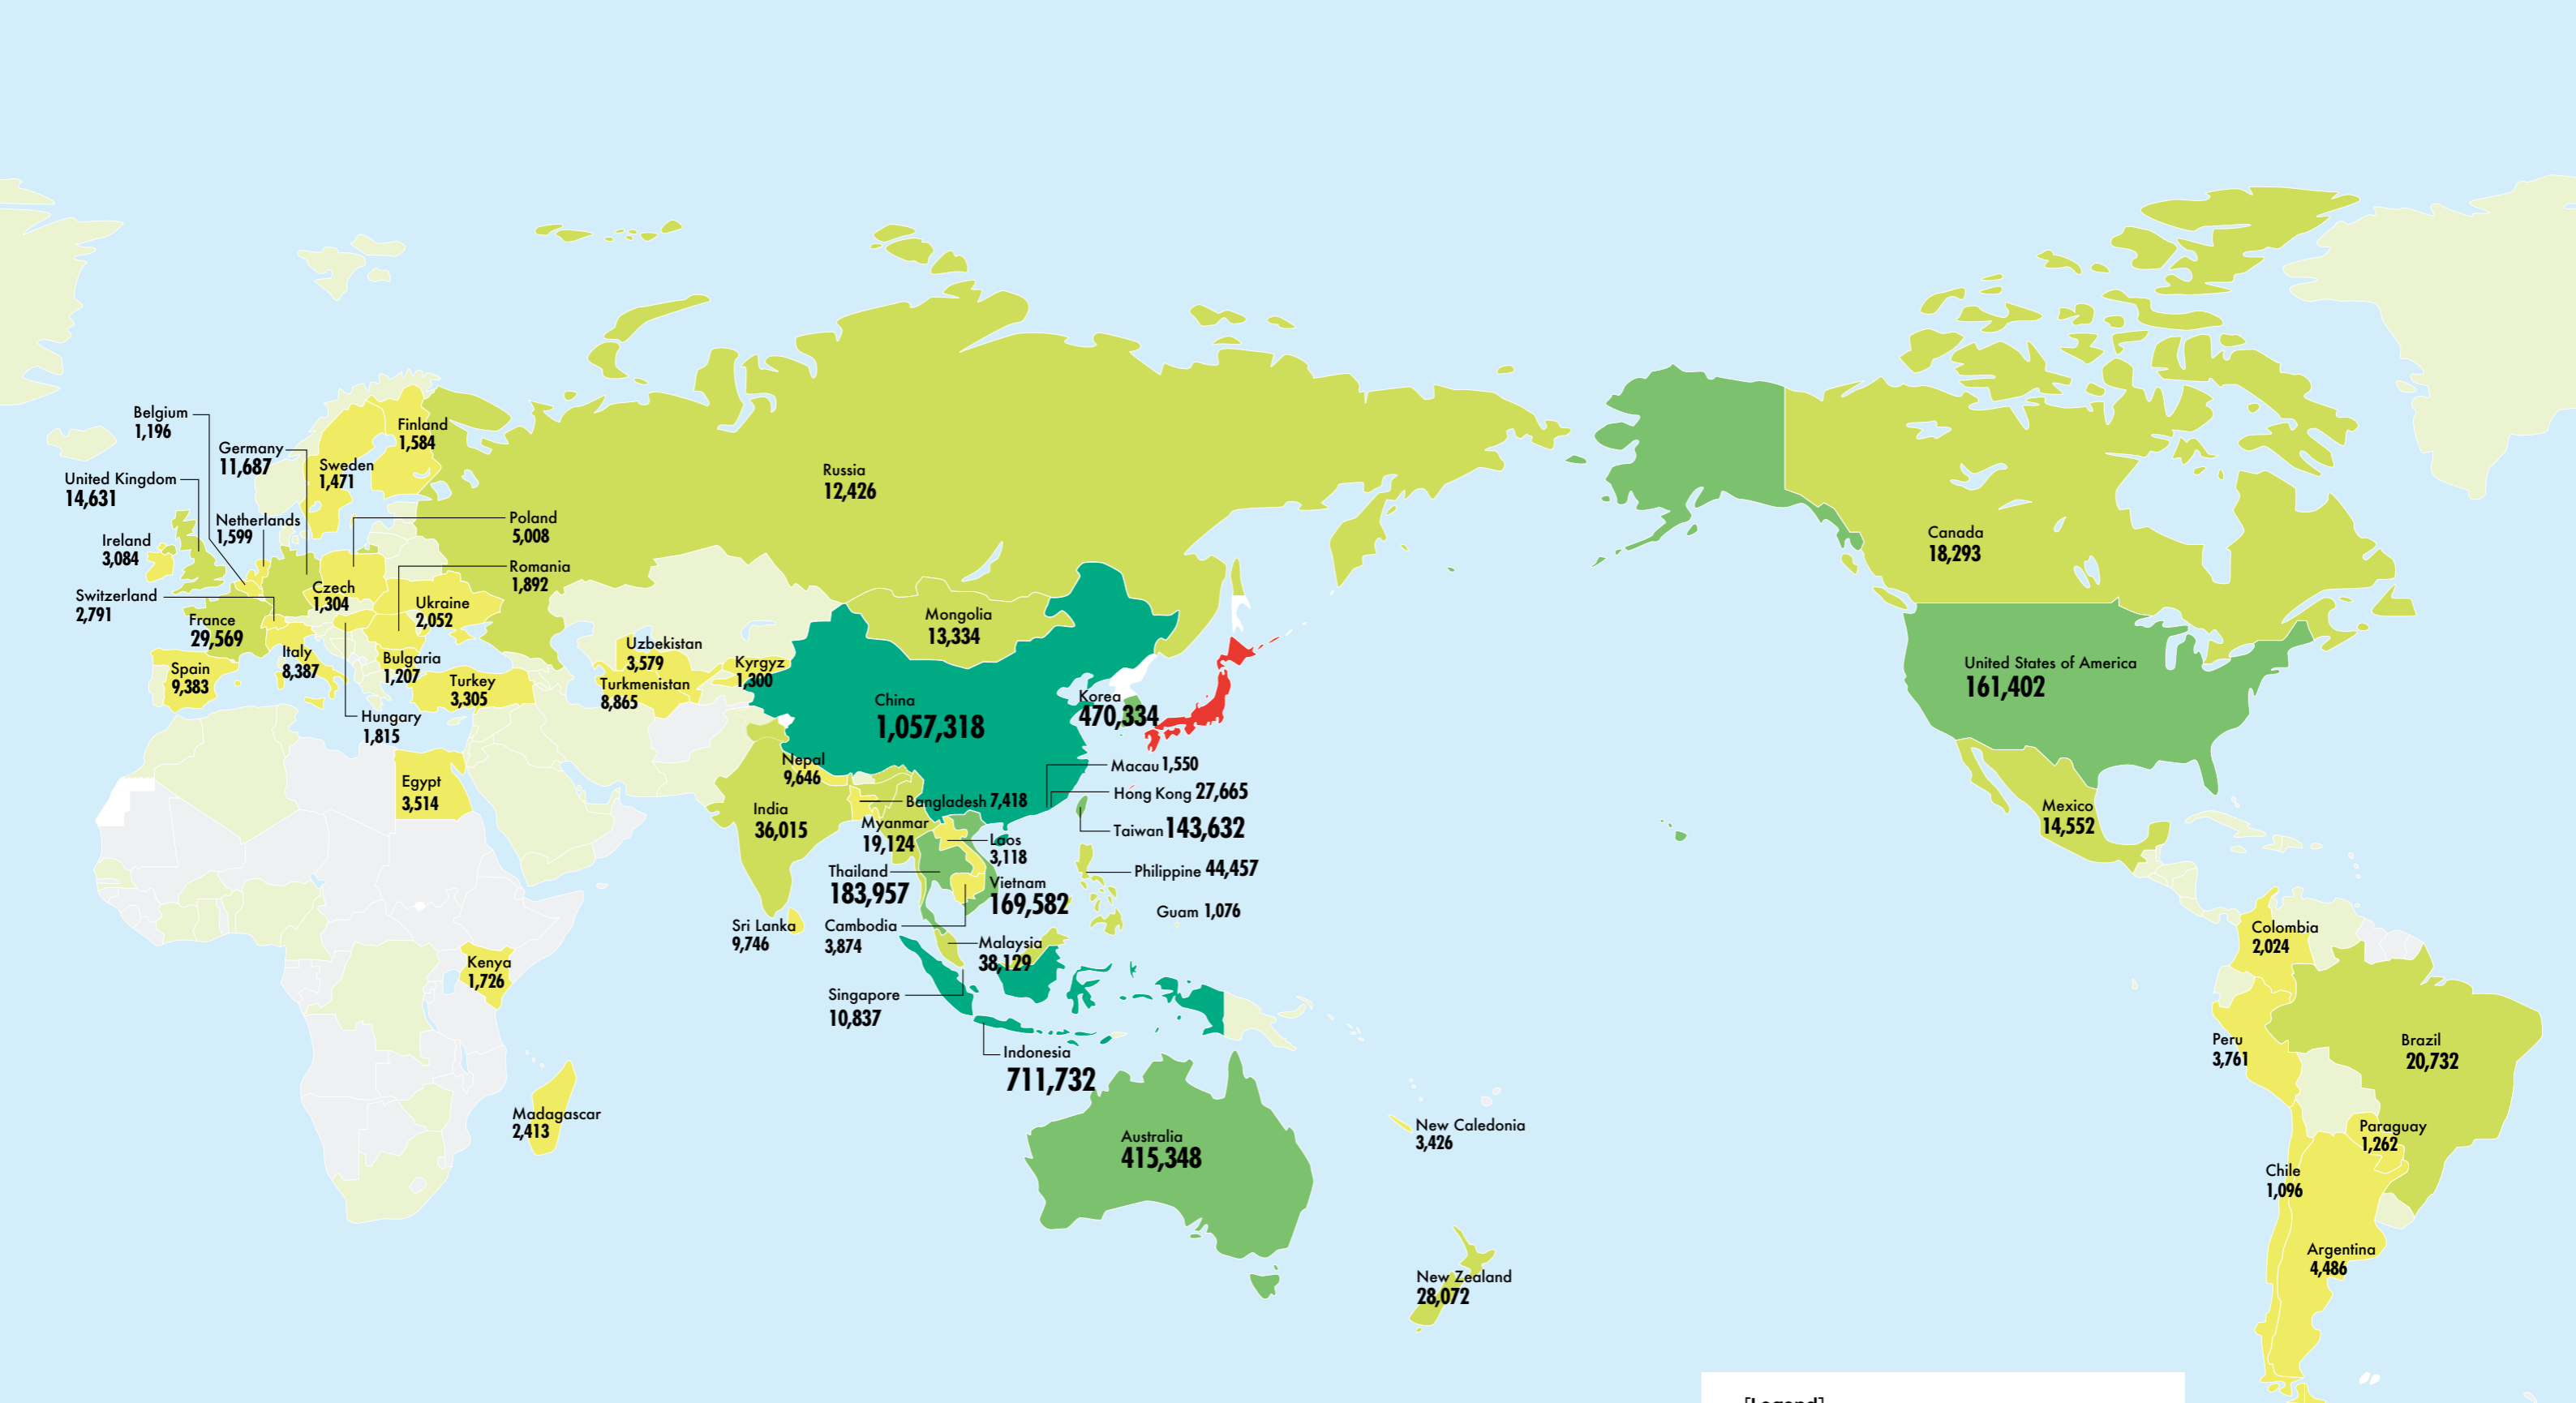 Belgium
1,196
Germany
11,687
United Kingdom
14,631
Netherlands
1,599
Ireland
3,084
Switzerland
2,791
France
29,569
Spain
9,383
Italy
8,387
Finland
1,584
Sweden
1,471
Poland
5,008
Romania
1,892
Czech
1,304
Ukraine
2,052
Bulgaria
1,207
Turkey
3,305
Hungary
1,815
Egypt
3,514
Kenya
1,726
Madagascar
2,413
Russia
12,426
Uzbekistan
3,579
Turkmenistan
8,865
Kyrgyz
1,300
Mongolia
13,334
China
1,057,318
Korea
470,334
Nepal
9,646
India
36,015
Bangladesh 7,418
Myanmar
19,124
Macau 1,550
Hong Kong 27,665
Taiwan 143,632
Laos
3,118
Thailand
183,957
Vietnam
169,582
Philippine 44,457
Guam 1,076
Sri Lanka
9,746
Cambodia
3,874
Malaysia
38,129
Singapore
10,837
Indonesia
711,732
Australia
415,348
New Caledonia
3,426
New Zealand
28,072
Canada
18,293
United States of America
161,402
Mexico
14,552
Colombia
2,024
Peru
3,761
Brazil
20,732
Paraguay
1,262
Chile
1,096
Argentina
4,486
[Legend]